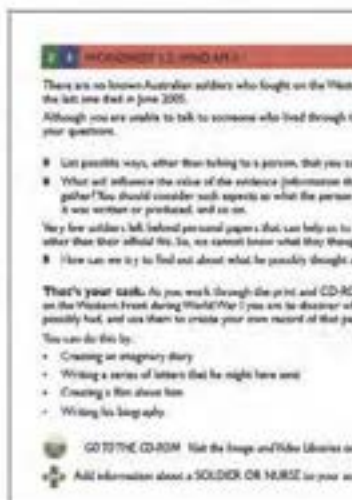 There are no known Australian soldiers who fought on the West
the last one died in June 2005.
Although you are unable to talk to someone who lived through t
your questions.
List possible ways, other than talking to a person, that you c
What will influence the value of the evidence (information th
gather? You should consider such aspects as what the person
it was written or produced, and so on.
Very few soldiers left behind personal papers that can help us to
other than their official file. So, we cannot know what they thoug
How can we try to find out about what he possibly thought
That's your task. As you work through the print and CD-RO
on the Western Front during World War I you are to discover wh
possibly had, and use them to create your own record of that pe
You can do this by:
• Creating an imaginary diary
• Writing a series of letters that he might have sent
• Creating a film about him
• Writing his biography.
GO TO THE CD-ROM Visit the Image and Video Libraries o
Add information about a SOLDIER OR NURSE to your